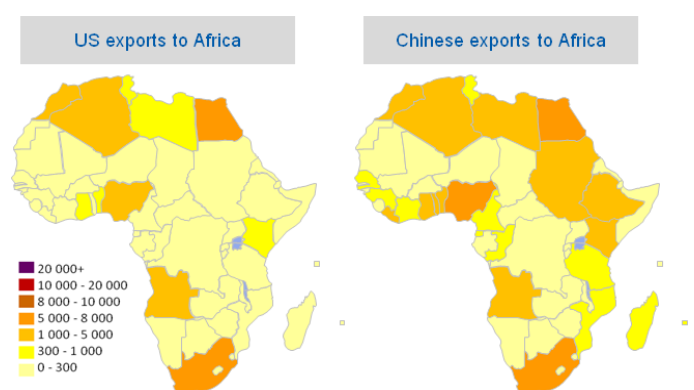 US exports to Africa
Chinese exports to Africa
20 000+
10 000 - 20 000
8 000 - 10 000
5 000 - 8 000
1 000 - 5 000
300 - 1 000
0 - 300